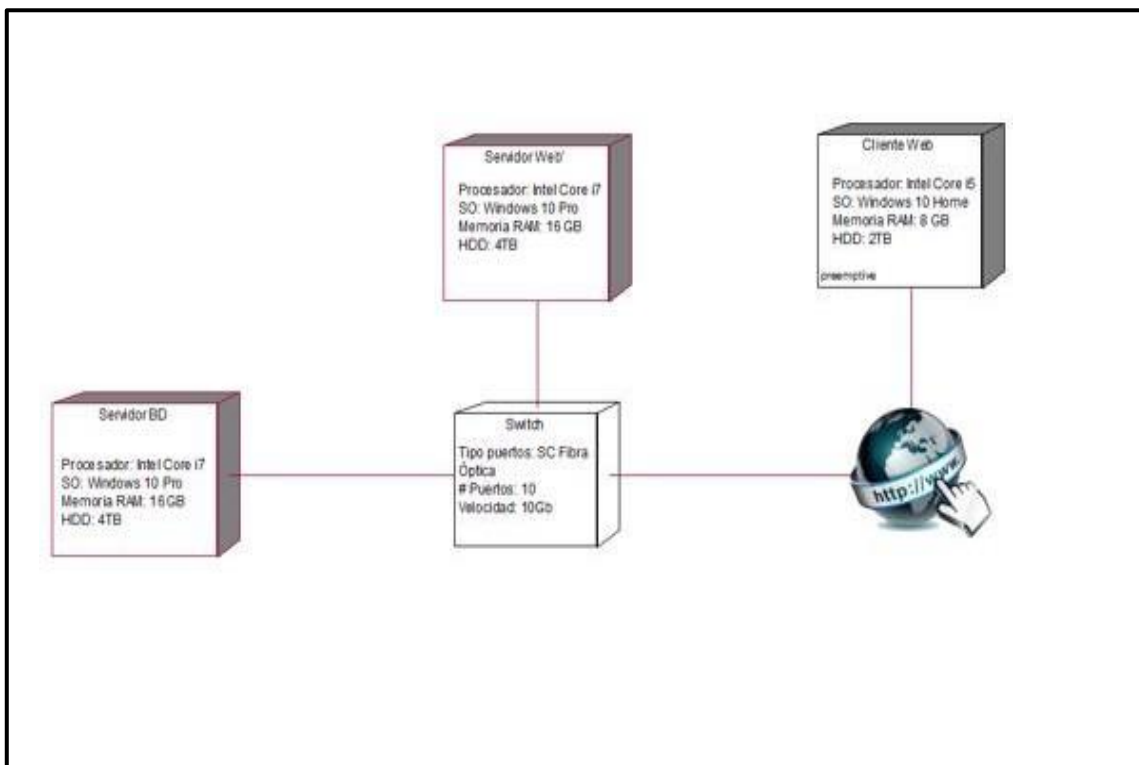 Servidor Web/
Procesador: Intel Core i7
SO: Windows 10 Pro
Memoria RAM: 16 GB
HDD: 4TB
Cliente Web
Procesador: Intel Core i5
SO: Windows 10 Home
Memoria RAM: 8 GB
HDD: 2TB
preemptive
Servidor BD
Procesador: Intel Core i7
SO: Windows 10 Pro
Memoria RAM: 16GB
HDD: 4TB
Switch
Tipo puertos: SC Fibra
Óptica
# Puertos: 10
Velocidad: 10Gb
http://www.